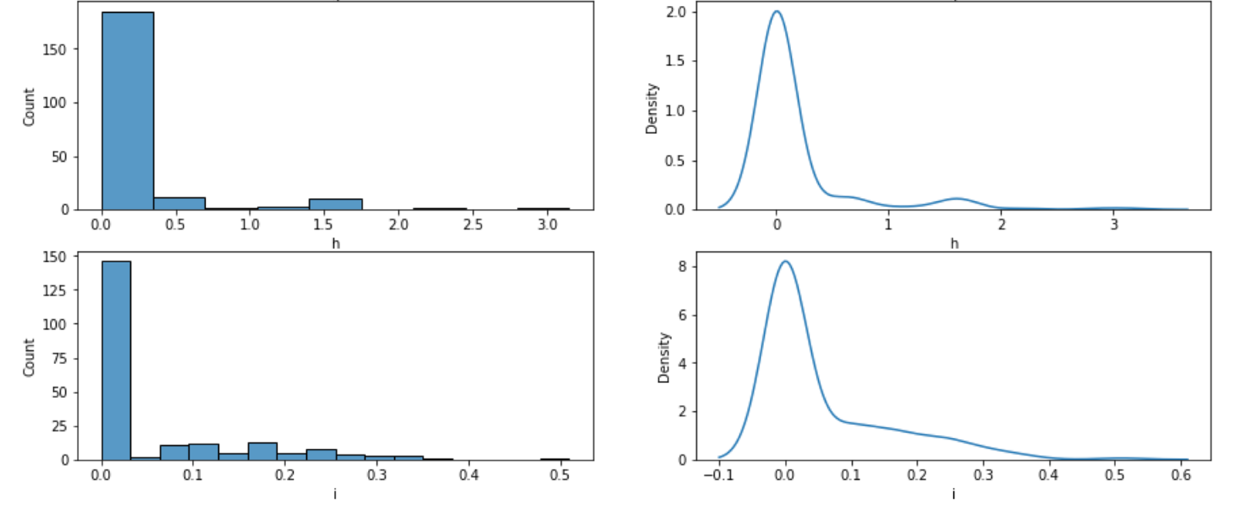 150
100
50
0
Count
0.0 0.5 1.0 1.5 2.0 2.5 3.0
h
2.0
1.5
1.0
0.5
0.0
Density
0 1 2 3
h
150
125
100
75
50
25
0
Count
0.0 0.1 0.2 0.3 0.4 0.5
i
8
6
4
2
0
Density
−0.1 0.0 0.1 0.2 0.3 0.4 0.5 0.6
i